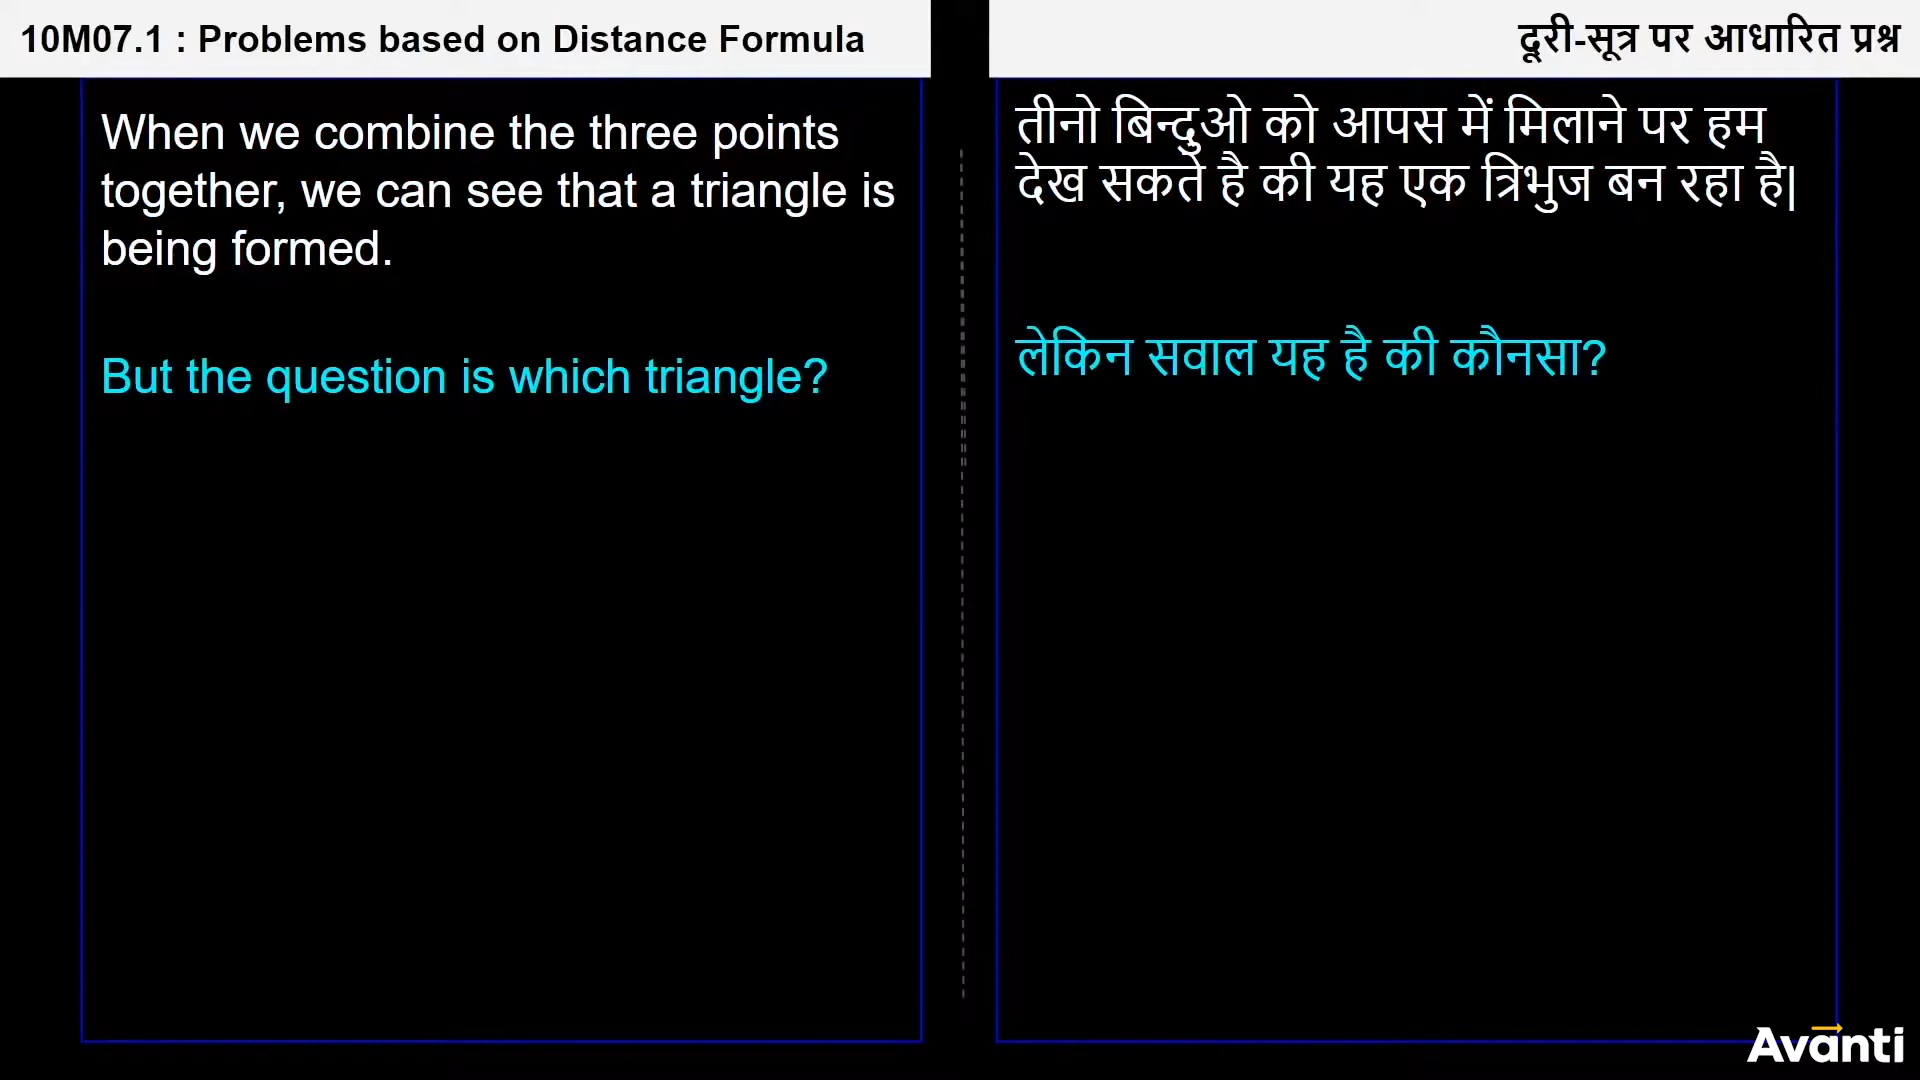 10M07.1 : Problems based on Distance Formula
दूरी-सूत्र पर आधारित प्रश्न
When we combine the three points
together, we can see that a triangle is
being formed.
But the question is which triangle?
तीनो बिन्दुओ को आपस में मिलाने पर हम
देख सकते है की यह एक त्रिभुज बन रहा है|
लेकिन सवाल यह है की कौनसा?
Avanti